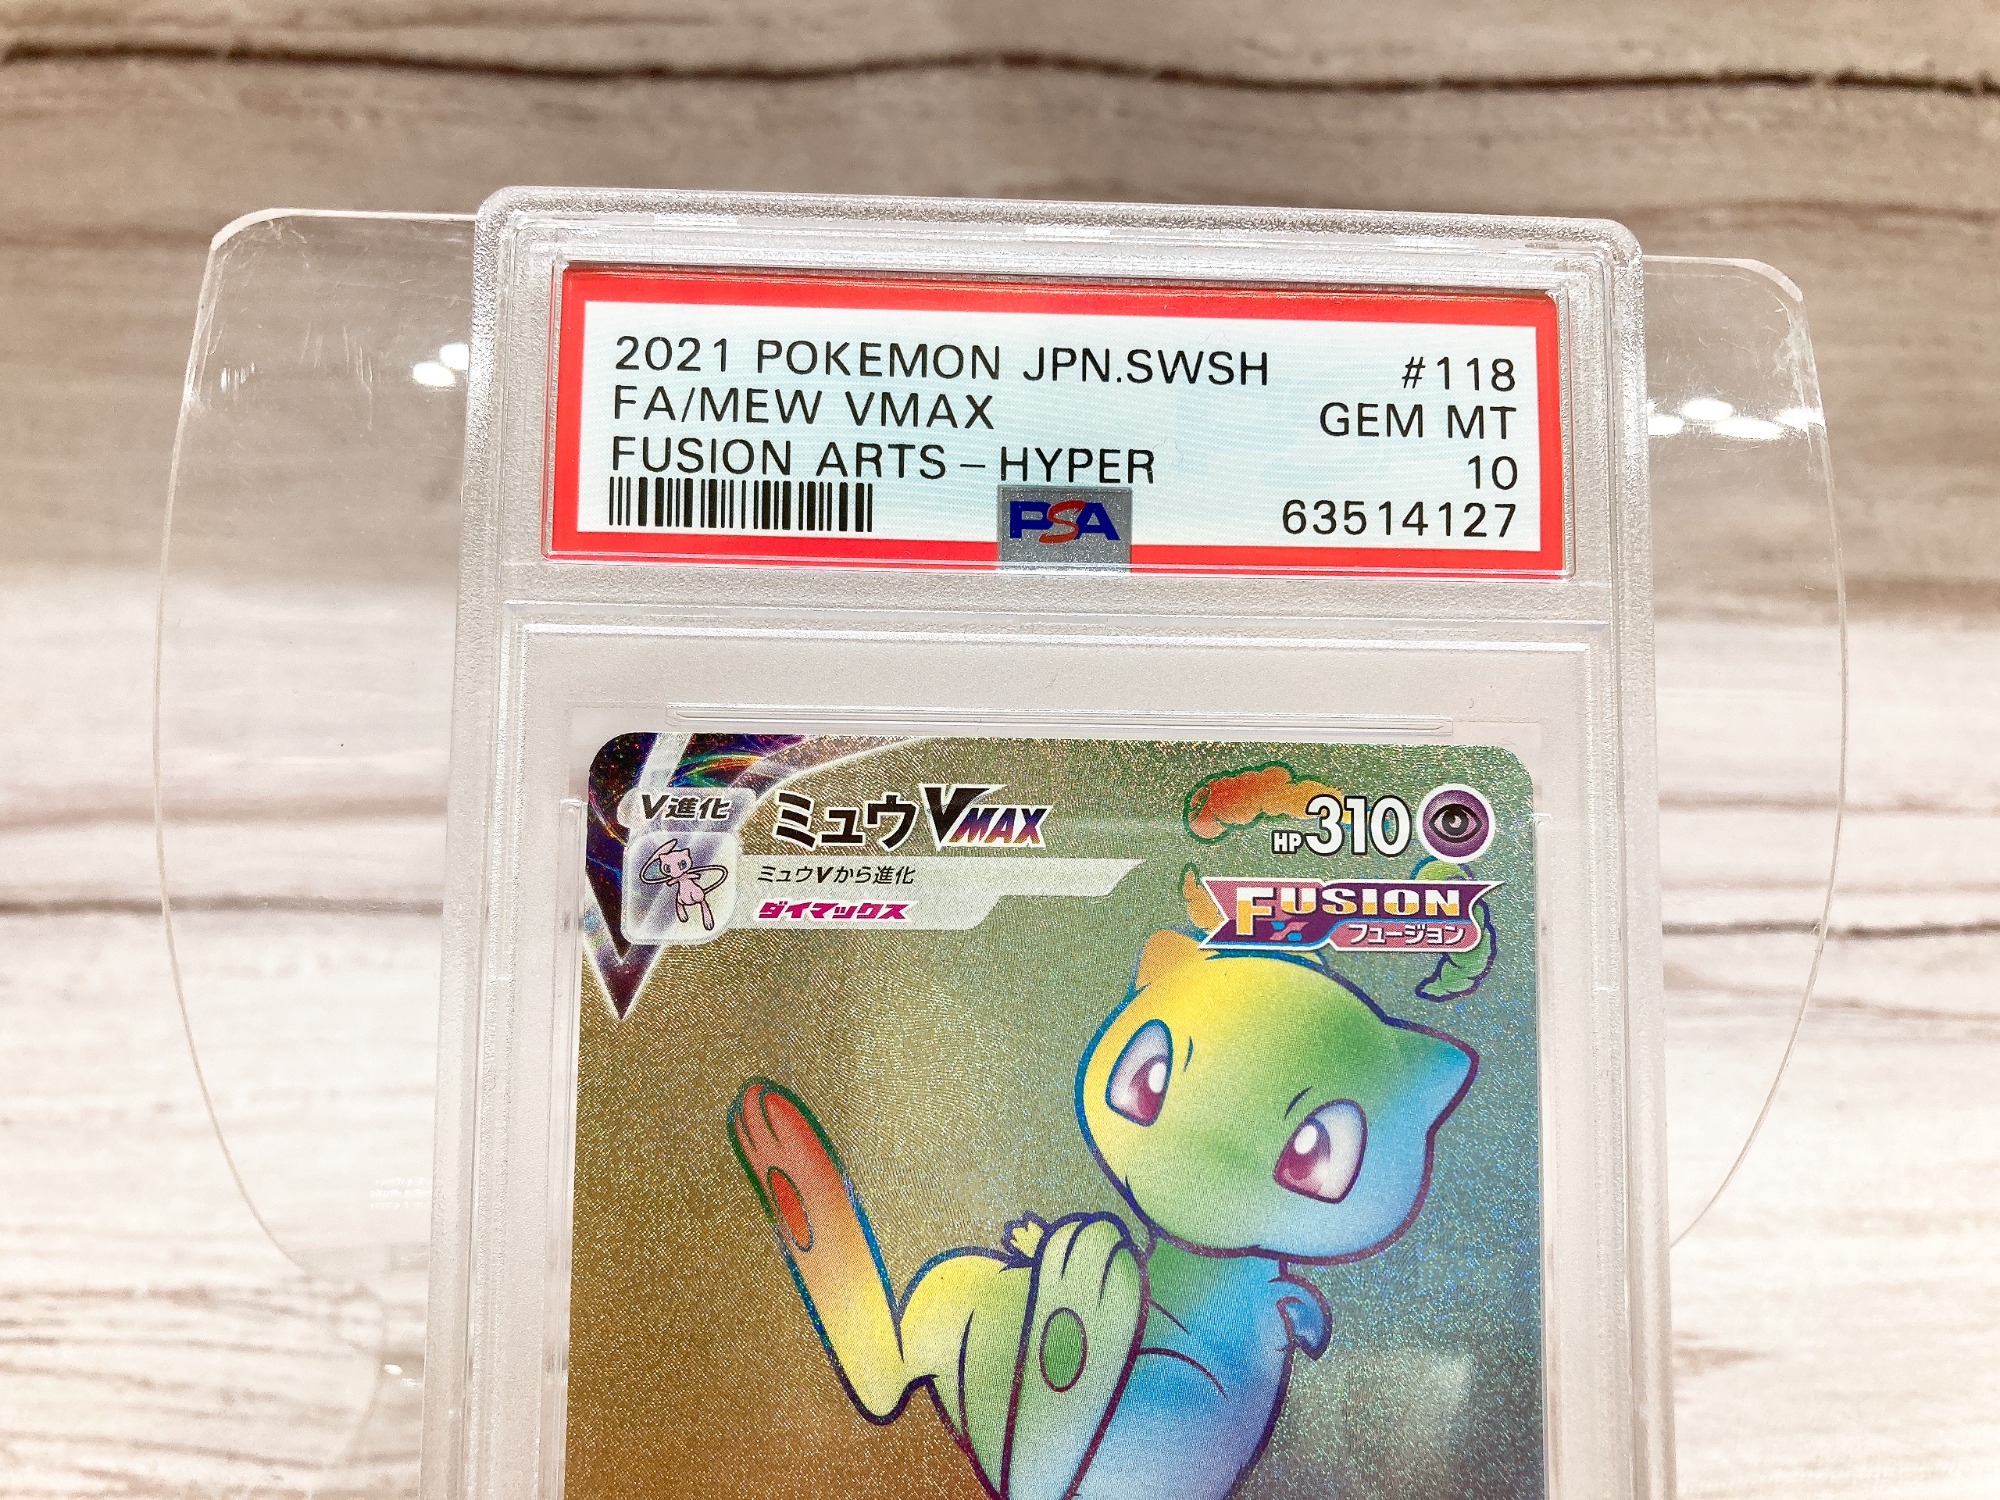 2021 POKEMON JPN.SWSH #118
FA/MEW VMAX GEM MT
FUSION ARTS - HYPER 10
PSA 63514127
V進化 ミュウVMAX HP310
ミュウVから進化
ダイマックス
FUSION
フュージョン